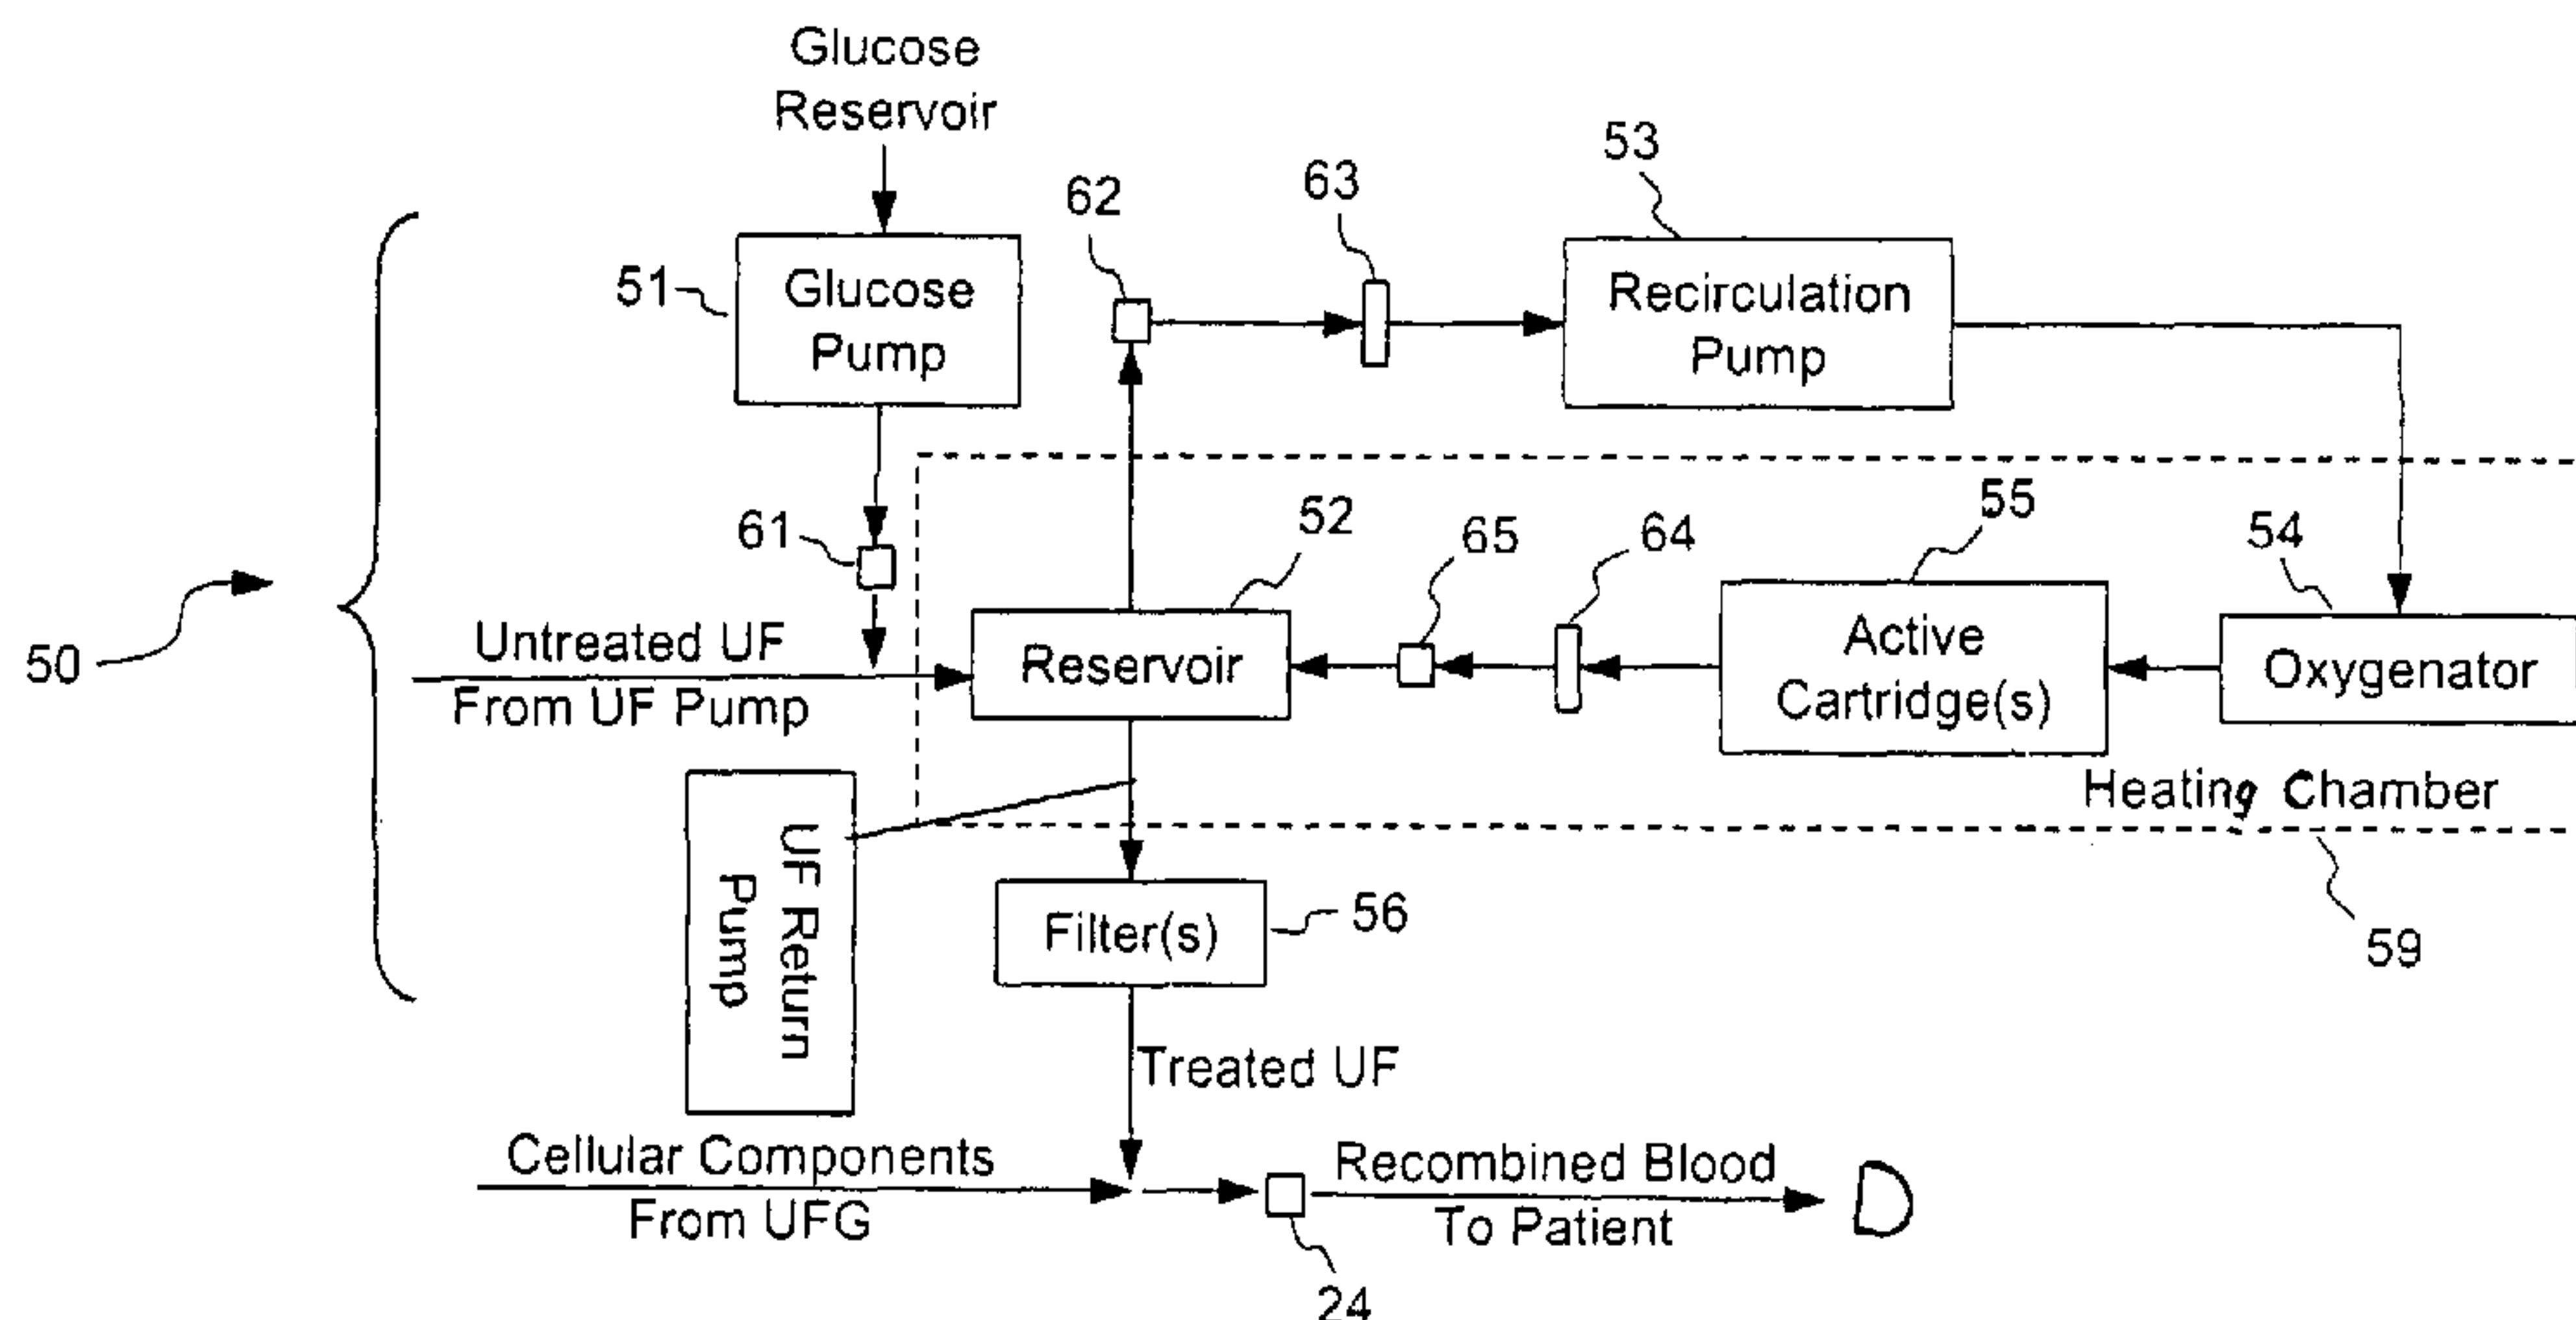 Glucose
Reservoir
53
63
62
51
Glucose
Pump
Recirculation
Pump
55
52
65
64
54
61
50
Untreated UF
From UF Pump
Reservoir
Active
Cartridge(s)
Oxygenator
Heating Chamber
UF Return
Pump
Filter(s)
56
59
Treated UF
Cellular Components
From UFG
Recombined Blood
To Patient
D
24